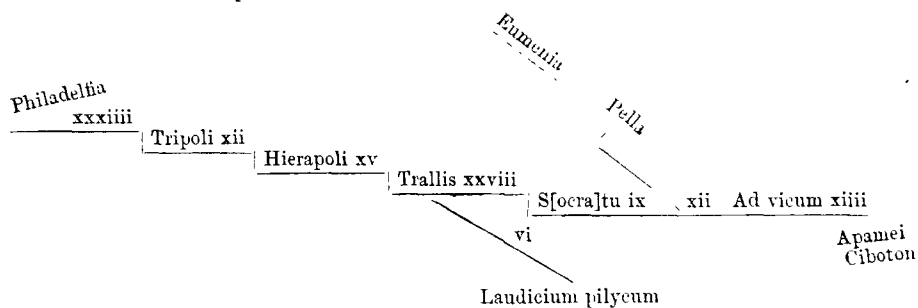 Eumenia
Philadelfia
xxxiiii
Pella
Tripoli xii
Hierapoli xv
Trallis xxviii
S[ocra]tu ix xii Ad vicum xiiii
vi
Apamei
Ciboton
Laudicium pilycum